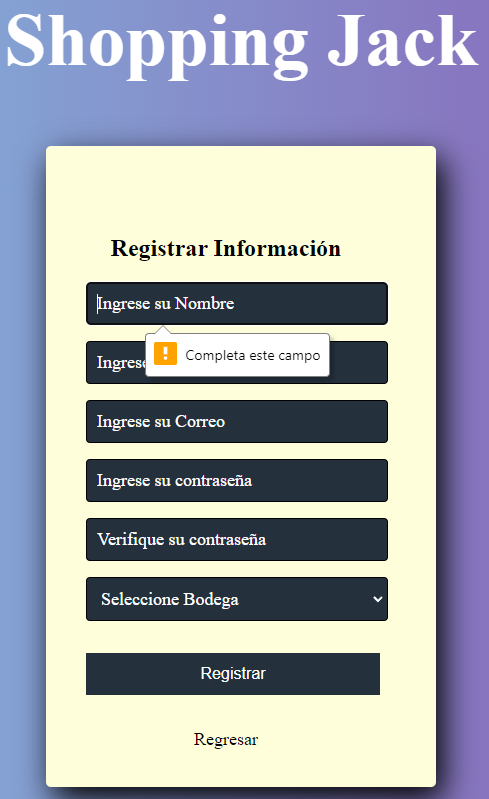 Shopping Jack
Registrar Información
Ingrese su Nombre
Completa este campo
Ingrese
Ingrese su Correo
Ingrese su contraseña
Verifique su contraseña
Seleccione Bodega
Registrar
Regresar